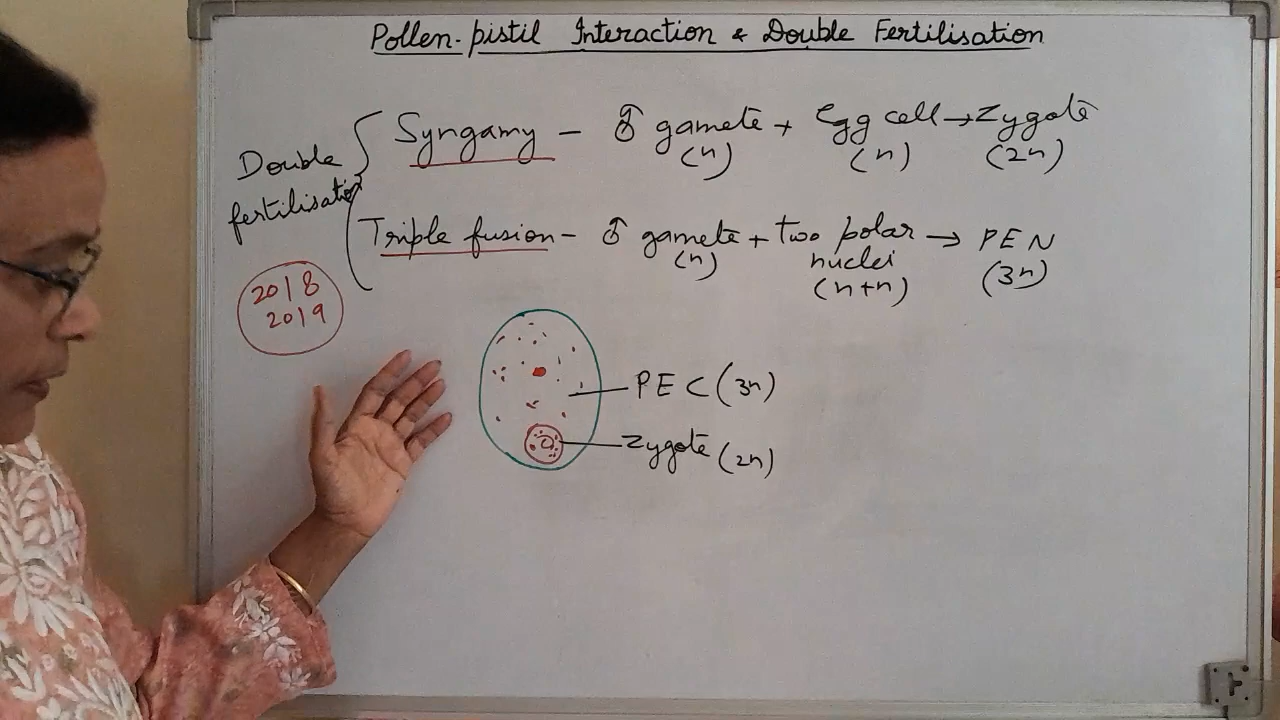 Pollen-pistil Interaction & Double Fertilisation
Double fertilisation
Syngamy - ♂ gamete + Egg cell → Zygote
(n) (n) (2n)
Triple fusion - ♂ gamete + two polar nuclei → PEN
(n) (n+n) (3n)
2018
2019
PEC (3n)
Zygote (2n)